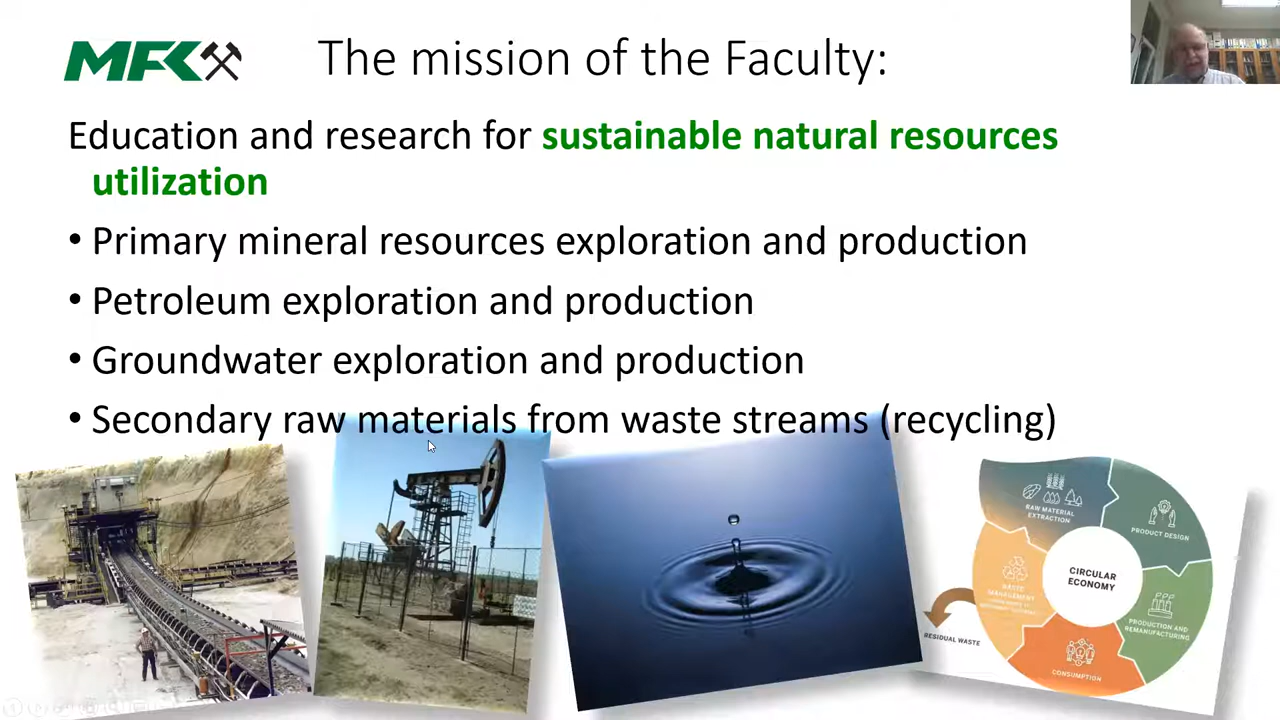 MFK
The mission of the Faculty:
Education and research for sustainable natural resources
utilization
• Primary mineral resources exploration and production
• Petroleum exploration and production
• Groundwater exploration and production
• Secondary raw materials from waste streams (recycling)
RAW MATERIAL
EXTRACTION
PRODUCT DESIGN
CIRCULAR
ECONOMY
WASTE
MANAGEMENT
PRODUCTION AND
REMANUFACTURING
RESIDUAL WASTE
CONSUMPTION